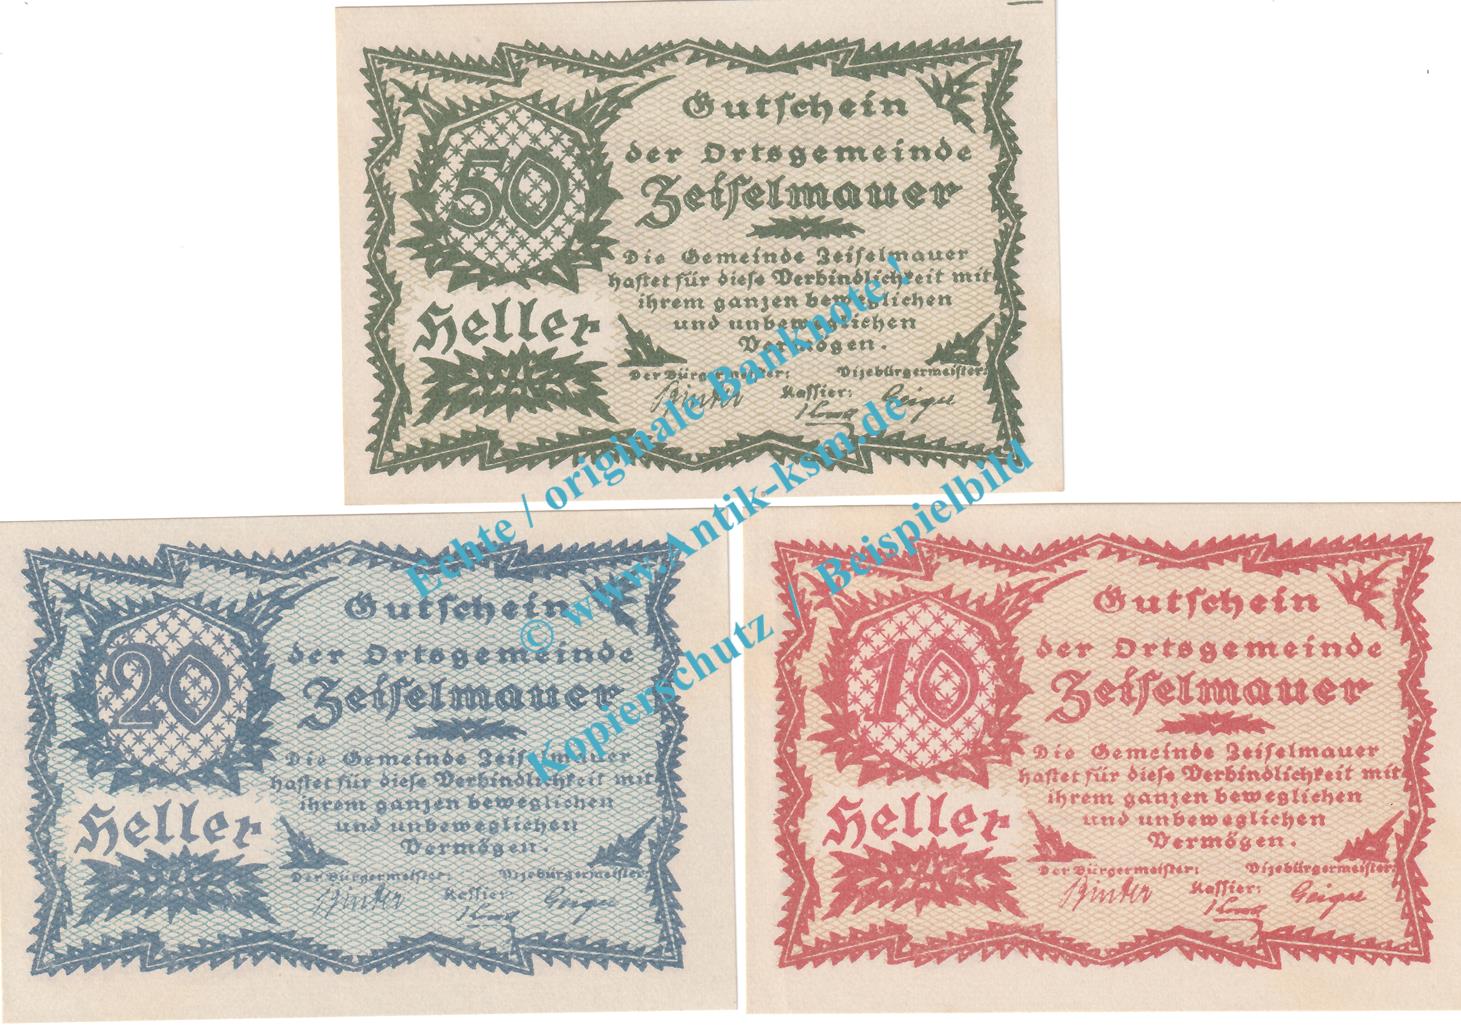 Gutschein
der Ortsgemeinde
Zeiselmauer
50
Heller
Die Gemeinde Zeiselmauer
haftet für diese Verbindlichkeit mit
ihrem ganzen beweglichen
und unbeweglichen
Vermögen.
Der Bürgermeister: Vizebürgermeister:
Kassier:
Gutschein
der Ortsgemeinde
Zeiselmauer
20
Heller
Die Gemeinde Zeiselmauer
haftet für diese Verbindlichkeit mit
ihrem ganzen beweglichen
und unbeweglichen
Vermögen.
Der Bürgermeister: Vizebürgermeister:
Kassier:
Gutschein
der Ortsgemeinde
Zeiselmauer
10
Heller
Die Gemeinde Zeiselmauer
haftet für diese Verbindlichkeit mit
ihrem ganzen beweglichen
und unbeweglichen
Vermögen.
Der Bürgermeister: Vizebürgermeister:
Kassier:
Echte / originale Banknote !
© www.Antik-ksm.de
Kopierschutz / Beispielbild